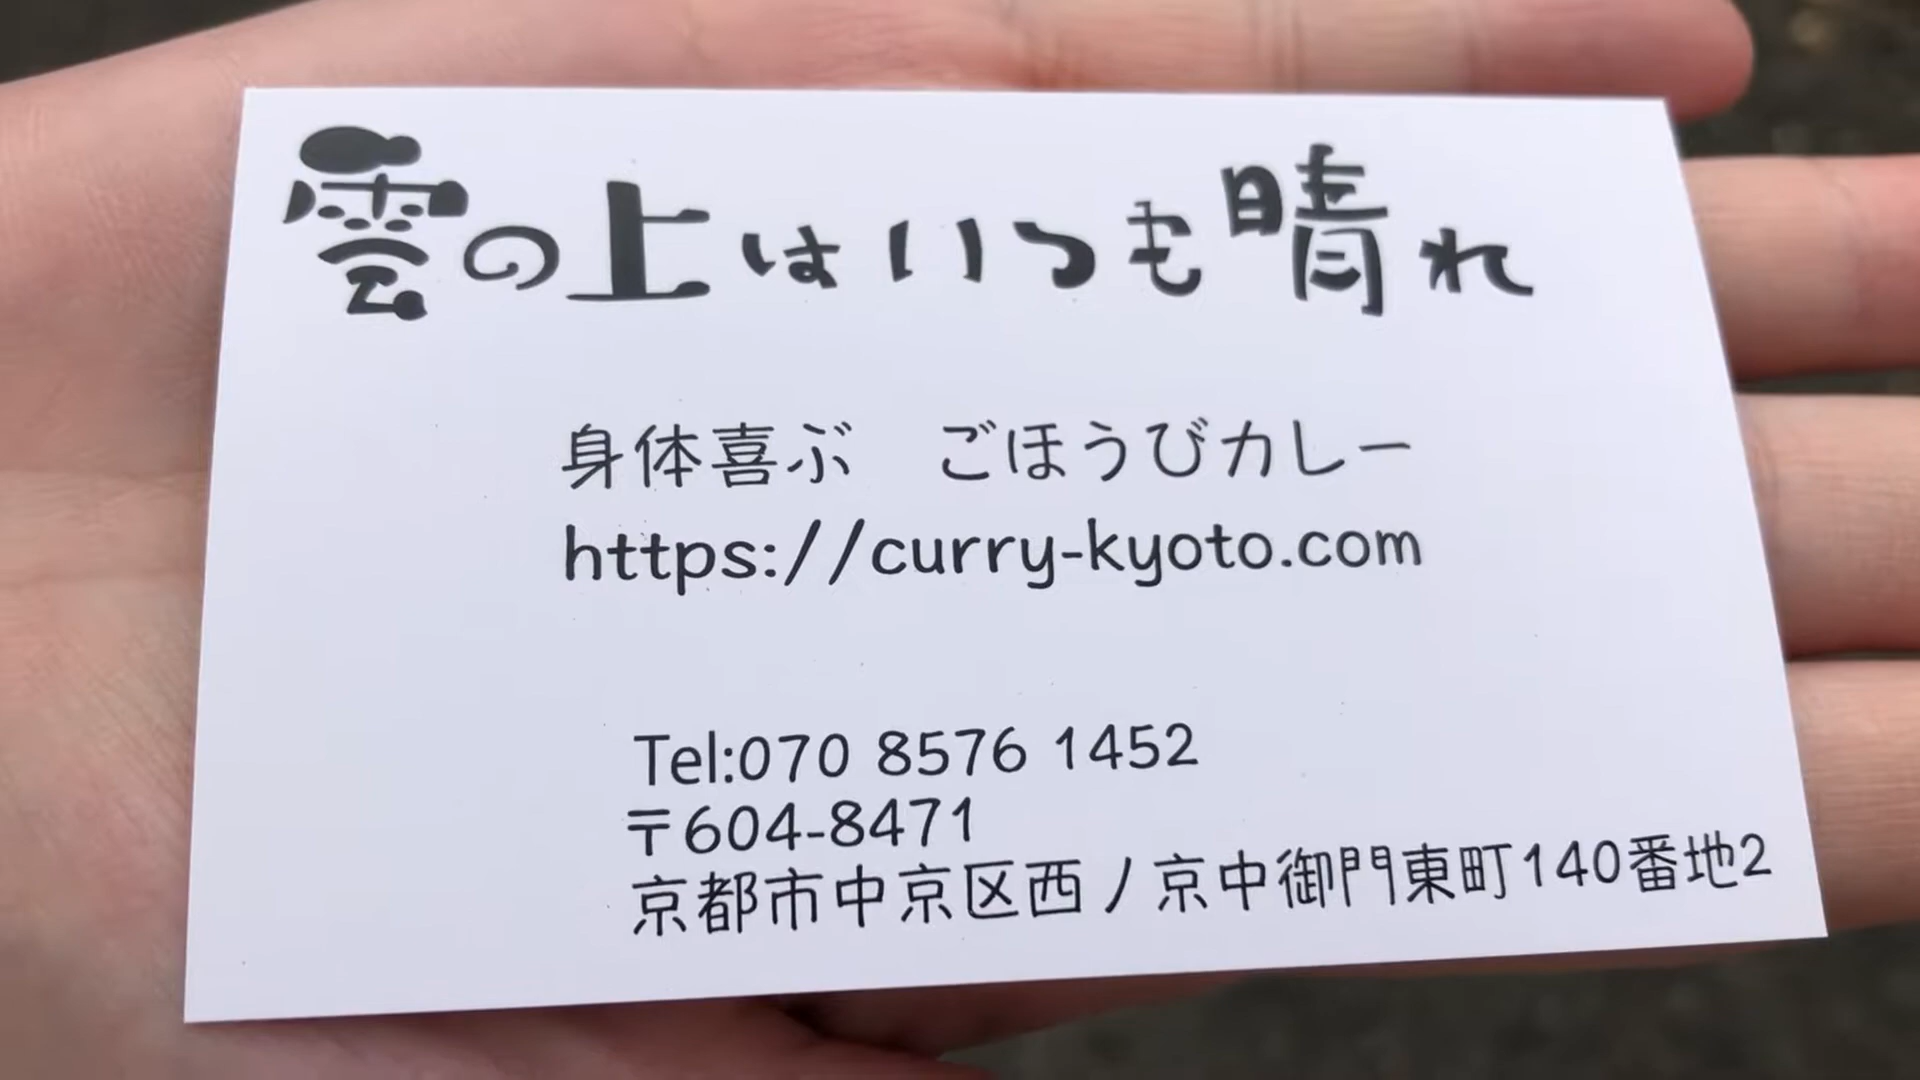 雲の上はいつも晴れ
身体喜ぶ　ごほうびカレー
https://curry-kyoto.com
Tel:070 8576 1452
〒604-8471
京都市中京区西ノ京中御門東町140番地2